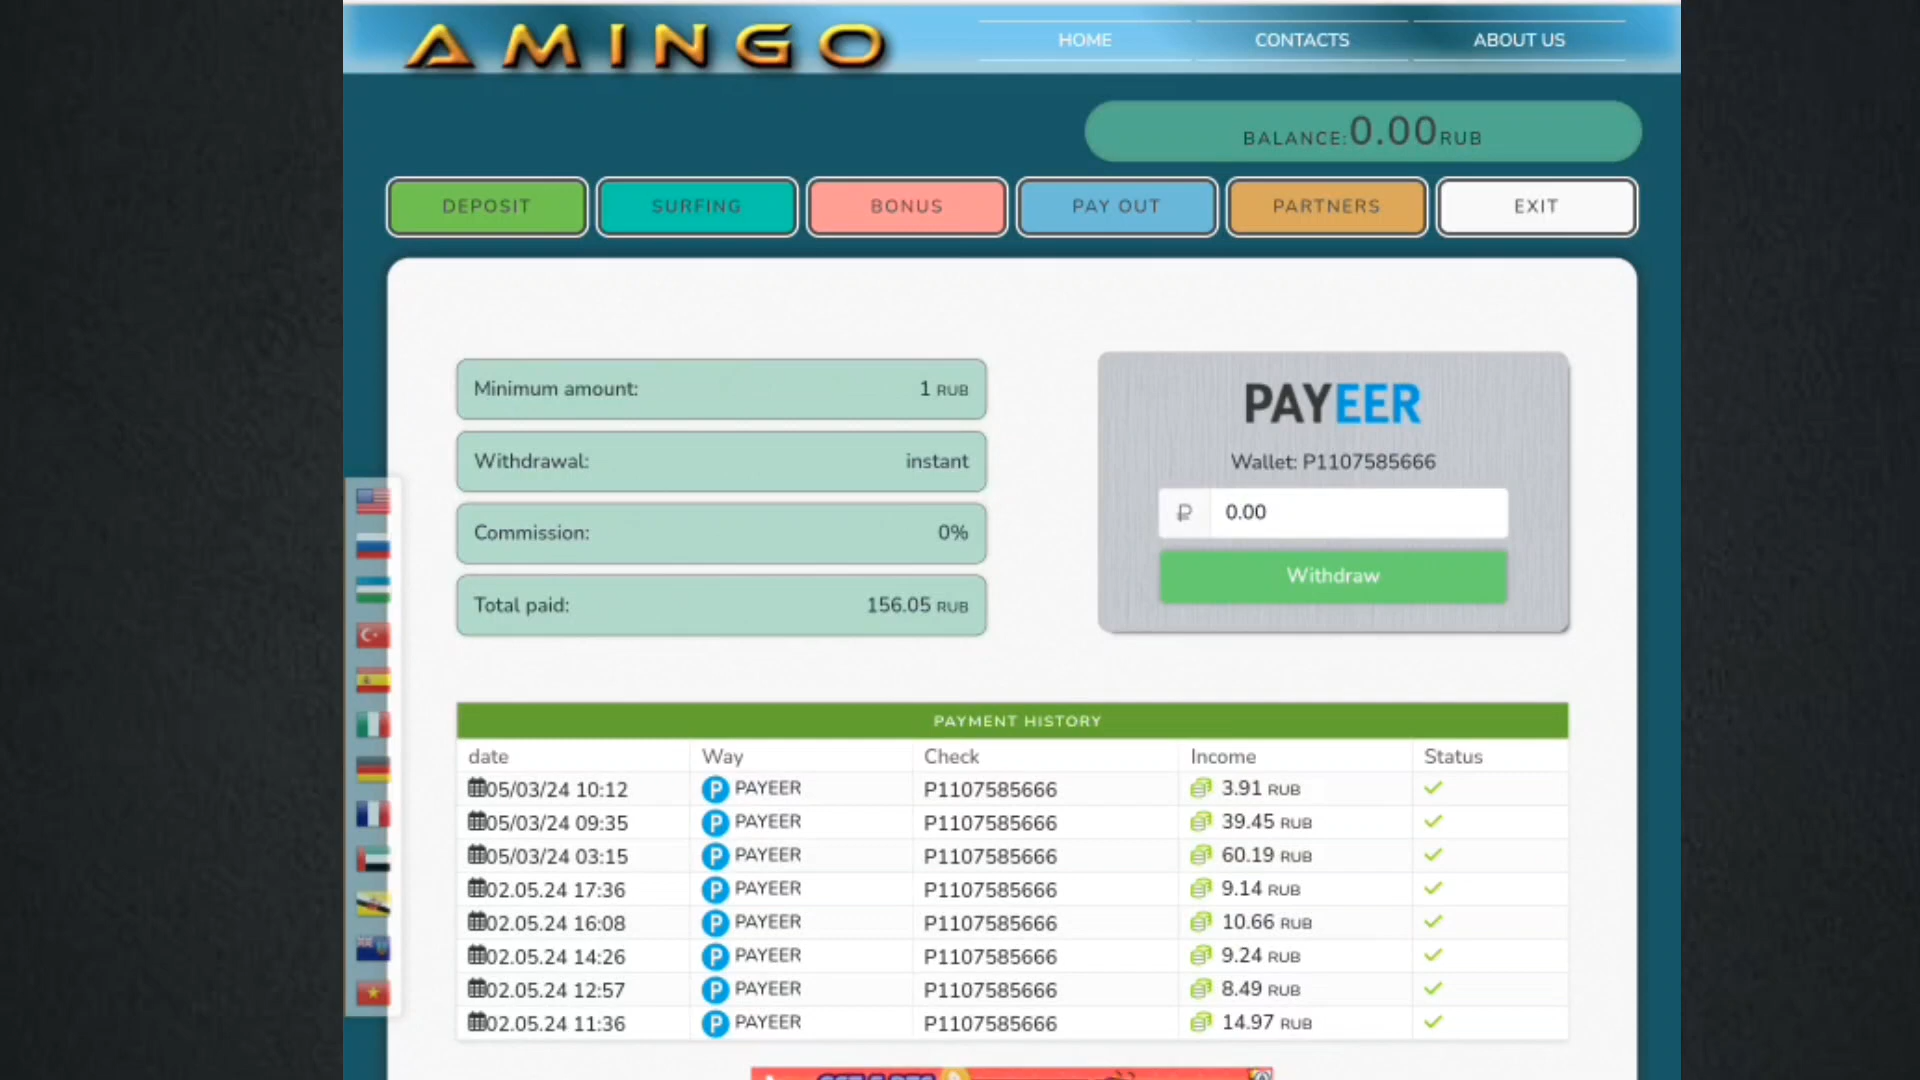 AMINGO
HOME CONTACTS ABOUT US
BALANCE: 0.00 RUB
DEPOSIT SURFING BONUS PAY OUT PARTNERS EXIT
Minimum amount: 1 RUB
Withdrawal: instant
Commission: 0%
Total paid: 156.05 RUB
PAYEER
Wallet: P1107585666
₽ 0.00
Withdraw
PAYMENT HISTORY
date Way Check Income Status
05/03/24 10:12 P PAYEER P1107585666 3.91 RUB
05/03/24 09:35 P PAYEER P1107585666 39.45 RUB
05/03/24 03:15 P PAYEER P1107585666 60.19 RUB
02.05.24 17:36 P PAYEER P1107585666 9.14 RUB
02.05.24 16:08 P PAYEER P1107585666 10.66 RUB
02.05.24 14:26 P PAYEER P1107585666 9.24 RUB
02.05.24 12:57 P PAYEER P1107585666 8.49 RUB
02.05.24 11:36 P PAYEER P1107585666 14.97 RUB